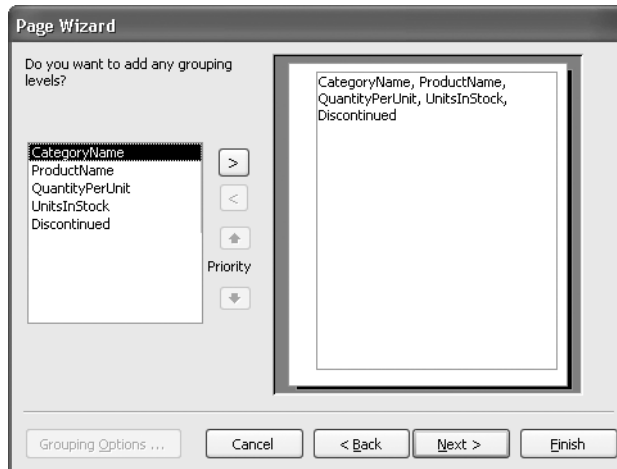 Page Wizard
Do you want to add any grouping
levels?
CategoryName
ProductName
QuantityPerUnit
UnitsInStock
Discontinued
>
<
Priority
CategoryName, ProductName,
QuantityPerUnit, UnitsInStock,
Discontinued
Grouping Options ...
Cancel
< Back
Next >
Finish